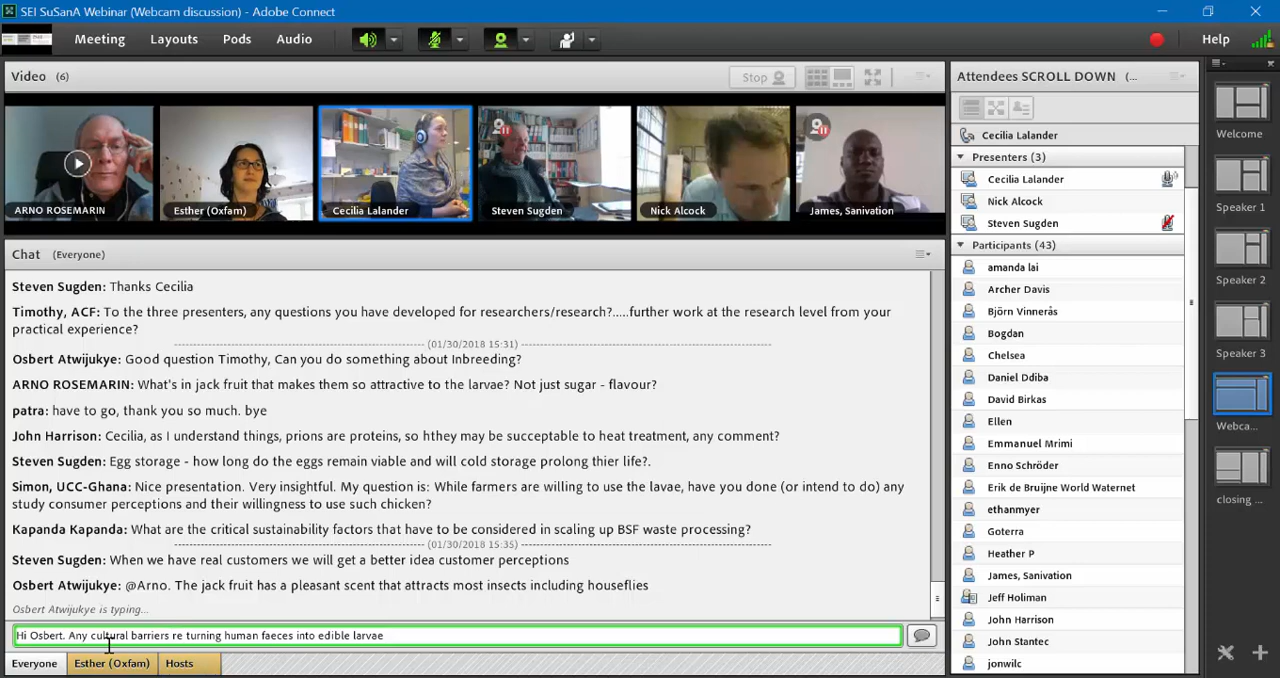 SEI SuSanA Webinar (Webcam discussion) - Adobe Connect
Meeting Layouts Pods Audio Help
Video (6)
Stop
ARNO ROSEMARIN
Esther (Oxfam)
Cecilia Lalander
Steven Sugden
Nick Alcock
James, Sanivation
Chat (Everyone)
Steven Sugden: Thanks Cecilia
Timothy, ACF: To the three presenters, any questions you have developed for researchers/research?.....further work at the research level from your
practical experience?
(01/30/2018 15:31)
Osbert Atwijukye: Good question Timothy, Can you do something about Inbreeding?
ARNO ROSEMARIN: What's in jack fruit that makes them so attractive to the larvae? Not just sugar - flavour?
patra: have to go, thank you so much. bye
John Harrison: Cecilia, as I understand things, prions are proteins, so hthey may be succeptable to heat treatment, any comment?
Steven Sugden: Egg storage - how long do the eggs remain viable and will cold storage prolong thier life?.
Simon, UCC-Ghana: Nice presentation. Very insightful. My question is: While farmers are willing to use the lavae, have you done (or intend to do) any
study consumer perceptions and their willingness to use such chicken?
Kapanda Kapanda: What are the critical sustainability factors that have to be considered in scaling up BSF waste processing?
(01/30/2018 15:35)
Steven Sugden: When we have real customers we will get a better idea customer perceptions
Osbert Atwijukye: @Arno. The jack fruit has a pleasant scent that attracts most insects including houseflies
Osbert Atwijukye is typing...
Hi Osbert. Any cultural barriers re turning human faeces into edible larvae
Everyone
Esther (Oxfam)
Hosts
Attendees SCROLL DOWN (...
Cecilia Lalander
Presenters (3)
Cecilia Lalander
Nick Alcock
Steven Sugden
Participants (43)
amanda lai
Archer Davis
Björn Vinnerås
Bogdan
Chelsea
Daniel Ddiba
David Birkas
Ellen
Emmanuel Mrimi
Enno Schröder
Erik de Bruijne World Waternet
ethanmyer
Goterra
Heather P
James, Sanivation
Jeff Holiman
John Harrison
John Stantec
jonwilc
Welcome
Speaker 1
Speaker 2
Speaker 3
Webca...
closing ...